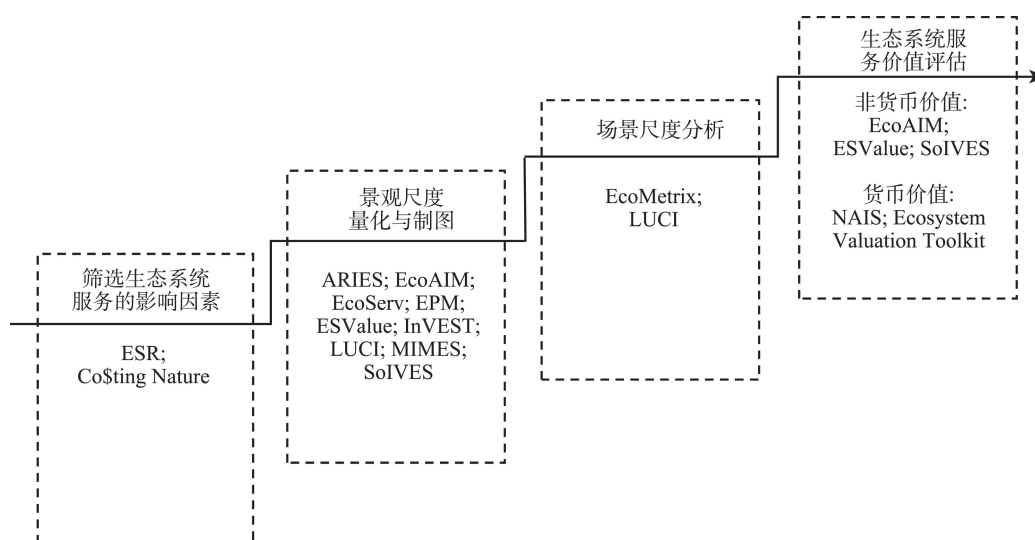 筛选生态系统
服务的影响因素
ESR;
Co$ting Nature
景观尺度
量化与制图
ARIES; EcoAIM;
EcoServ; EPM;
ESValue; InVEST;
LUCI; MIMES;
SoIVES
场景尺度分析
EcoMetrix;
LUCI
生态系统服
务价值评估
非货币价值:
EcoAIM;
ESValue; SoIVES
货币价值:
NAIS; Ecosystem
Valuation Toolkit